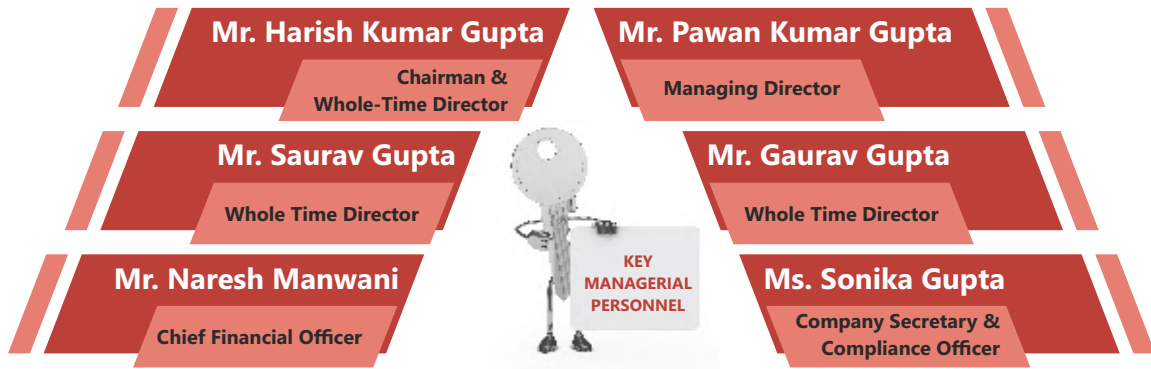 Mr. Harish Kumar Gupta
Chairman &
Whole-Time Director
Mr. Pawan Kumar Gupta
Managing Director
Mr. Saurav Gupta
Whole Time Director
Mr. Gaurav Gupta
Whole Time Director
KEY
MANAGERIAL
PERSONNEL
Mr. Naresh Manwani
Chief Financial Officer
Ms. Sonika Gupta
Company Secretary &
Compliance Officer